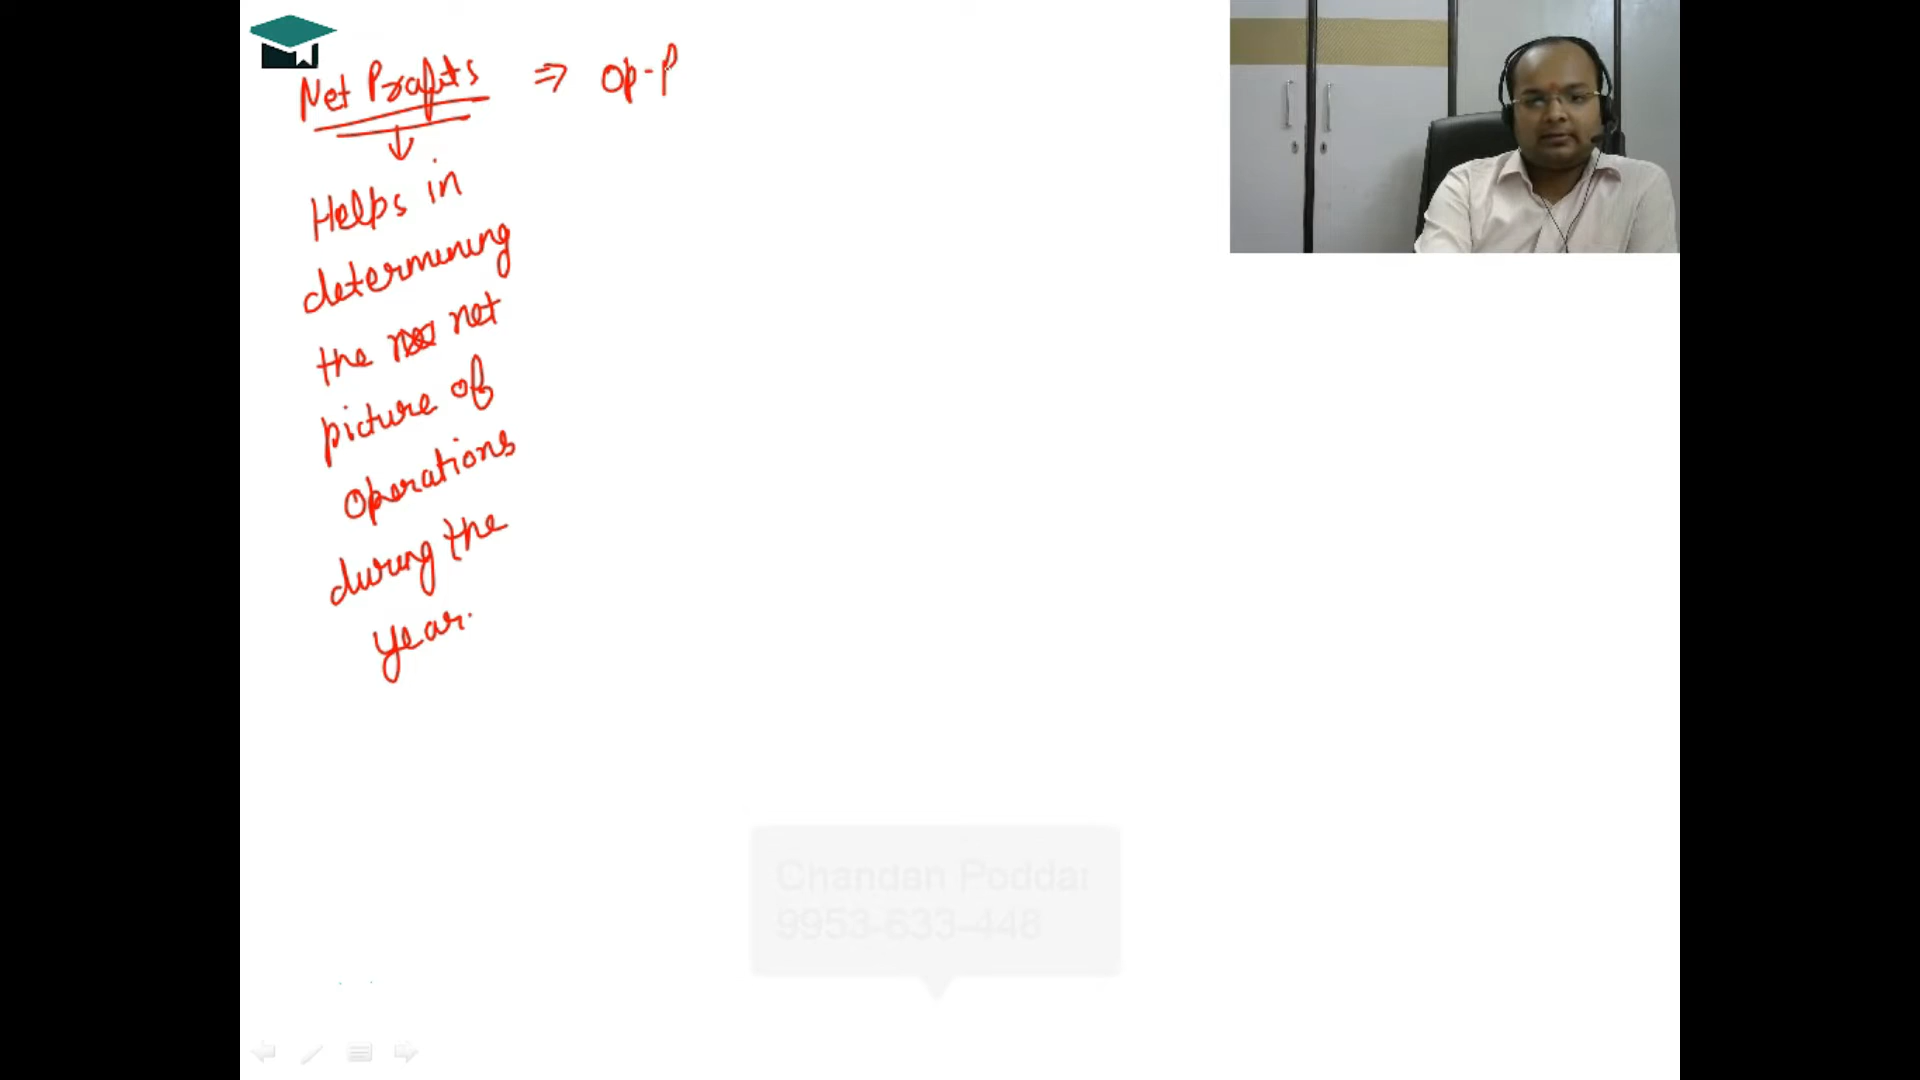 Net Profits ⇒ Op-P
Helps in
determining
the net
picture of
operations
during the
year.
Chandan Poddar
9953-633-448